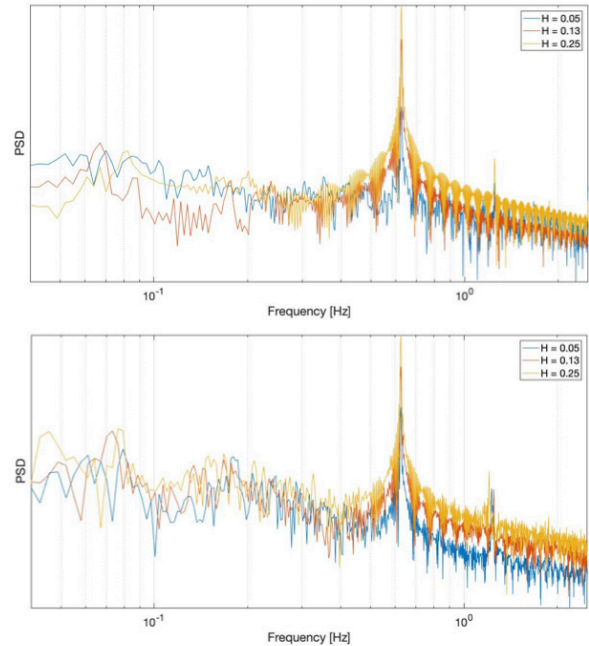 H = 0.05
H = 0.13
H = 0.25
PSD
10-1
100
Frequency [Hz]
H = 0.05
H = 0.13
H = 0.25
PSD
10-1
100
Frequency [Hz]